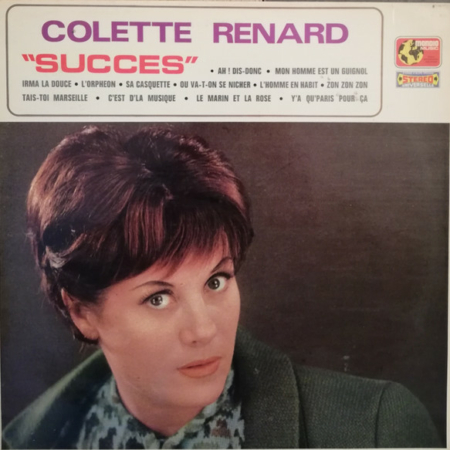 COLETTE RENARD
"SUCCES" • AH ! DIS-DONC • MON HOMME EST UN GUIGNOL
IRMA LA DOUCE • L'ORPHEON • SA CASQUETTE • OU VA-T-ON SE NICHER • L'HOMME EN HABIT • ZON ZON ZON
TAIS-TOI MARSEILLE • C'EST D'LA MUSIQUE • LE MARIN ET LA ROSE • Y'A QU'PARIS POUR ÇA
STEREO